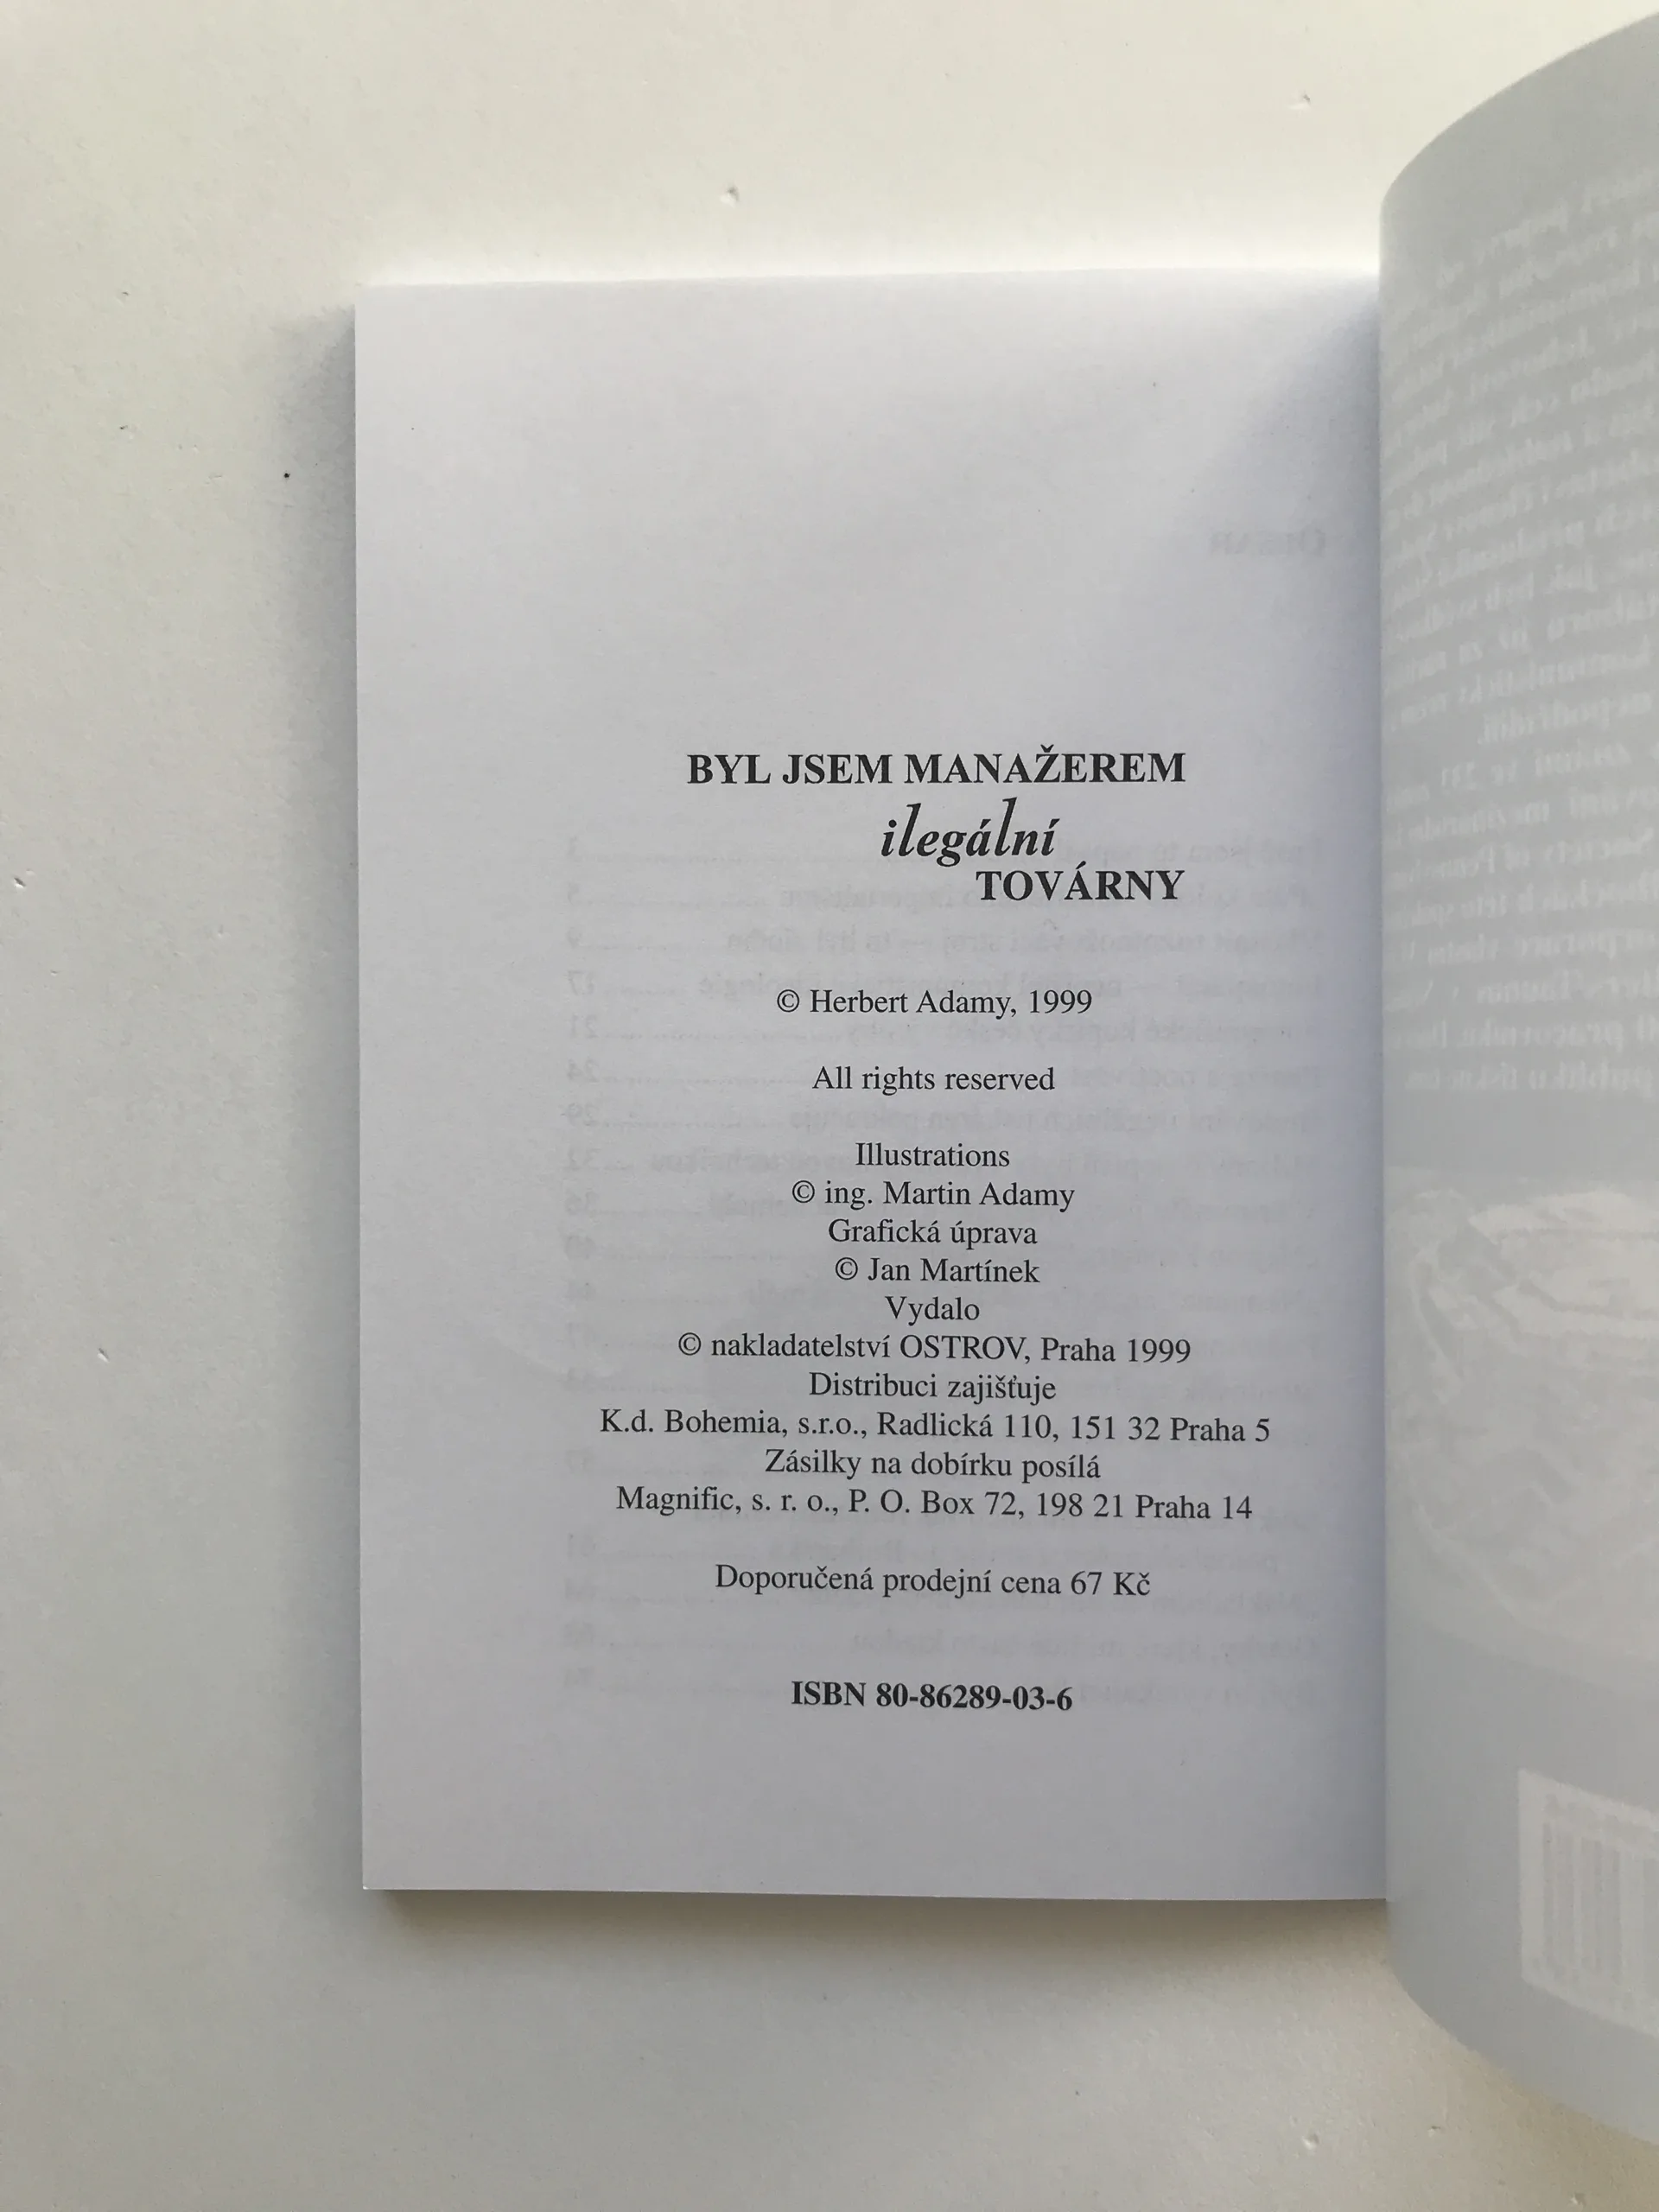 BYL JSEM MANAŽEREM
ilegální
TOVÁRNY
© Herbert Adamy, 1999
All rights reserved
Illustrations
© ing. Martin Adamy
Grafická úprava
© Jan Martínek
Vydalo
© nakladatelství OSTROV, Praha 1999
Distribuci zajišťuje
K.d. Bohemia, s.r.o., Radlická 110, 151 32 Praha 5
Zásilky na dobírku posílá
Magnific, s. r. o., P. O. Box 72, 198 21 Praha 14
Doporučená prodejní cena 67 Kč
ISBN 80-86289-03-6